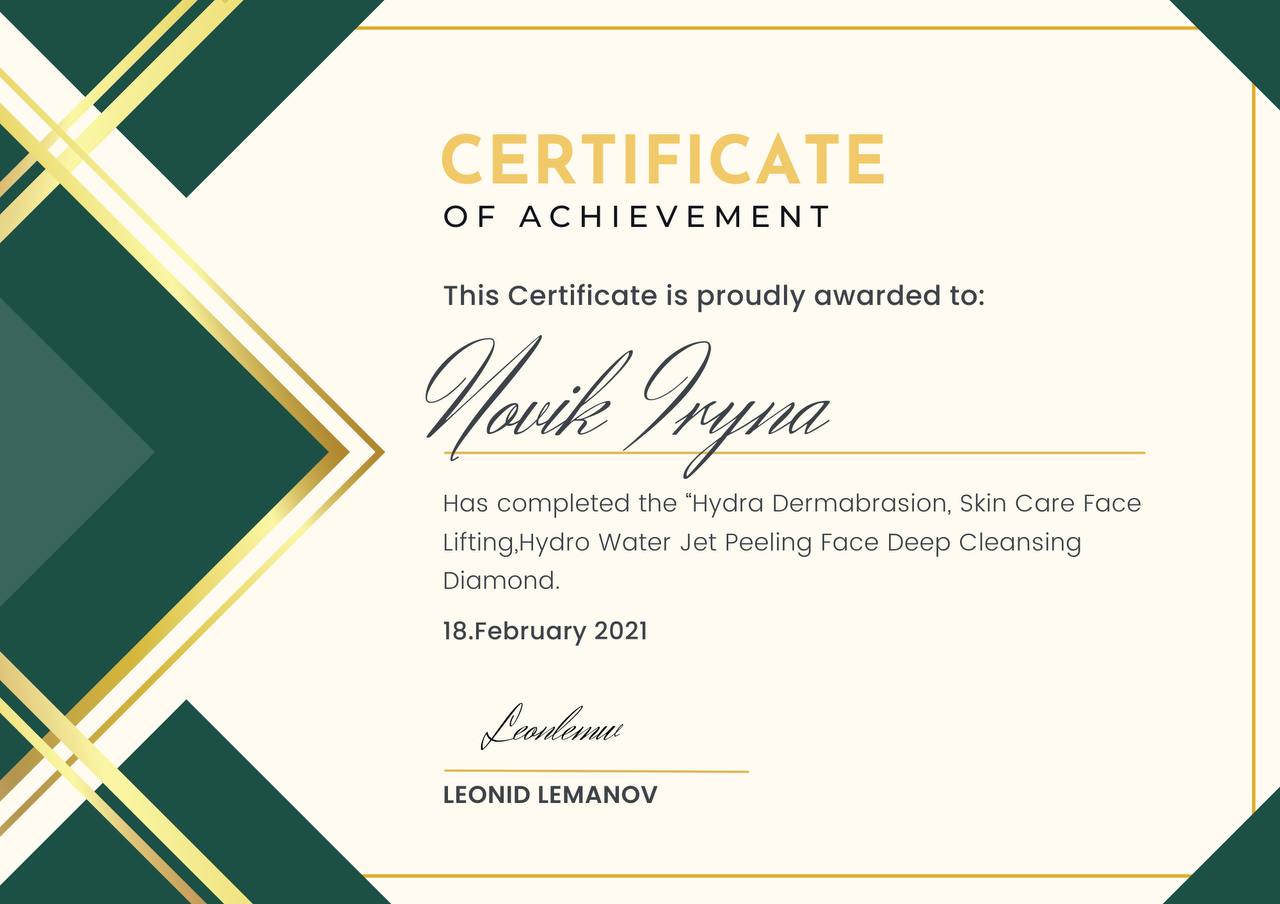 CERTIFICATE
OF ACHIEVEMENT
This Certificate is proudly awarded to:
Novik Iryna
Has completed the “Hydra Dermabrasion, Skin Care Face
Lifting,Hydro Water Jet Peeling Face Deep Cleansing
Diamond.
18.February 2021
Leonlemw
LEONID LEMANOV